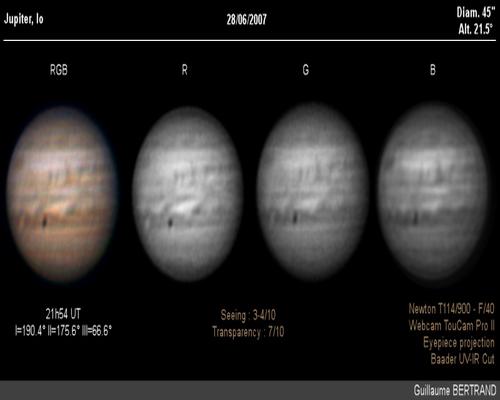 Jupiter, Io
28/06/2007
Diam. 45"
Alt. 21.5°
RGB
R
G
B
21h54 UT
I=190.4° II=175.6° III=66.6°
Seeing : 3-4/10
Transparency : 7/10
Newton T114/900 - F/40
Webcam TouCam Pro II
Eyepiece projection
Baader UV-IR Cut
Guillaume BERTRAND